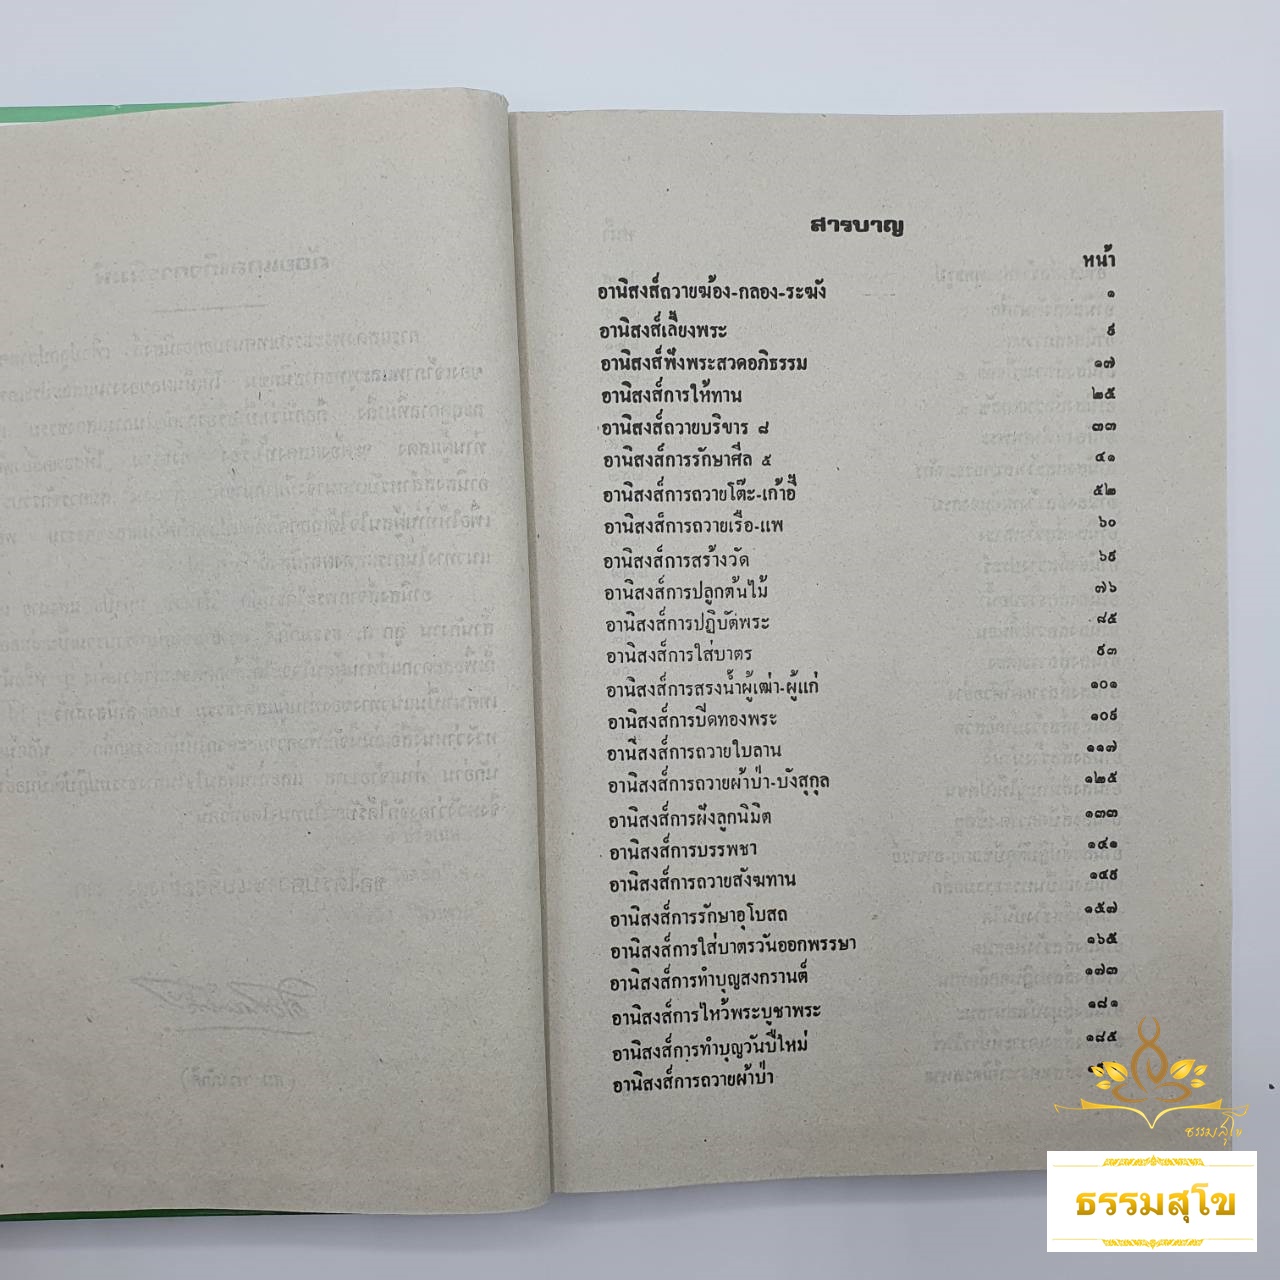 สารบาญ
หน้า
อานิสงส์ถวายฆ้อง-กลอง-ระฆัง ๑
อานิสงส์เลี้ยงพระ ๙
อานิสงส์ฟังพระสวดอภิธรรม ๑๗
อานิสงส์การให้ทาน ๒๕
อานิสงส์ถวายบริขาร ๘ ๓๓
อานิสงส์การรักษาศีล ๕ ๔๑
อานิสงส์การถวายโต๊ะ-เก้าอี้ ๕๒
อานิสงส์การถวายเรือ-แพ ๖๐
อานิสงส์การสร้างวัด ๖๙
อานิสงส์การปลูกต้นไม้ ๗๖
อานิสงส์การปฏิบัติพระ ๘๕
อานิสงส์การใส่บาตร ๙๓
อานิสงส์การสรงน้ำผู้เฒ่า-ผู้แก่ ๑๐๑
อานิสงส์การปิดทองพระ ๑๐๙
อานิสงส์การถวายใบลาน ๑๑๗
อานิสงส์การถวายผ้าป่า-บังสุกุล ๑๒๕
อานิสงส์การฝังลูกนิมิต ๑๓๓
อานิสงส์การบรรพชา ๑๔๑
อานิสงส์การถวายสังฆทาน ๑๔๙
อานิสงส์การรักษาอุโบสถ ๑๕๗
อานิสงส์การใส่บาตรวันออกพรรษา ๑๖๕
อานิสงส์การทำบุญสงกรานต์ ๑๗๓
อานิสงส์การไหว้พระบูชาพระ ๑๘๑
อานิสงส์การทำบุญวันปีใหม่ ๑๘๕
อานิสงส์การถวายผ้าป่า
ธรรมสุโข
ธรรมสุโข